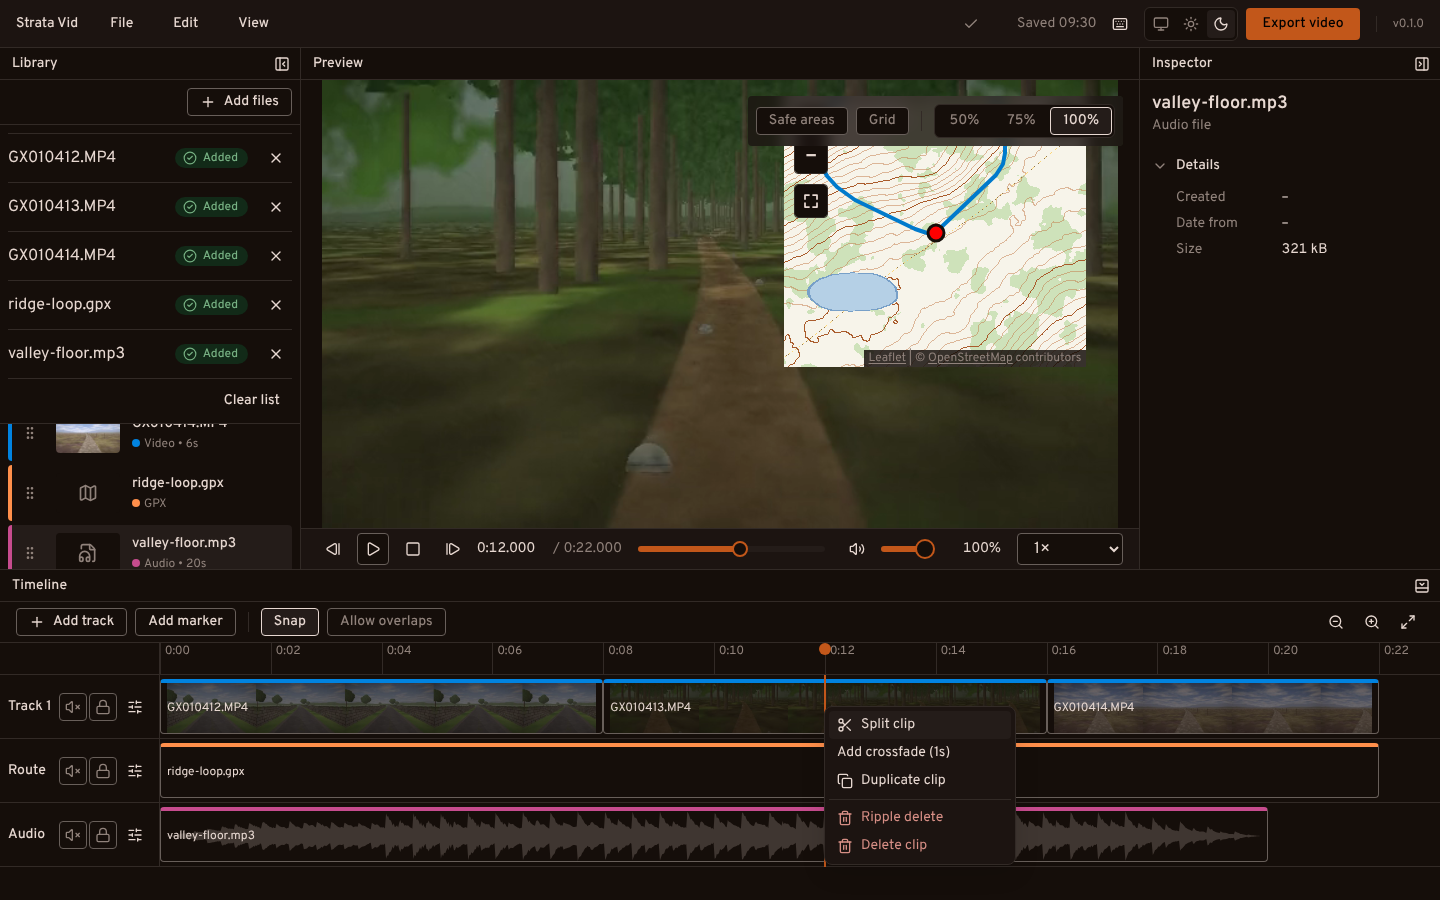 Strata Vid File Edit View Saved 09:30 Export video v0.1.0
Library
Preview
Inspector
Add files
GX010412.MP4 Added
GX010413.MP4 Added
GX010414.MP4 Added
ridge-loop.gpx Added
valley-floor.mp3 Added
Clear list
GX010414.MP4
Video • 6s
ridge-loop.gpx
GPX
valley-floor.mp3
Audio • 20s
Safe areas Grid 50% 75% 100%
Leaflet | © OpenStreetMap contributors
0:12.000 / 0:22.000 100% 1×
valley-floor.mp3
Audio file
Details
Created –
Date from –
Size 321 kB
Timeline
Add track Add marker Snap Allow overlaps
0:00 0:02 0:04 0:06 0:08 0:10 0:12 0:14 0:16 0:18 0:20 0:22
Track 1 GX010412.MP4 GX010413.MP4 GX010414.MP4
Route ridge-loop.gpx
Audio valley-floor.mp3
Split clip
Add crossfade (1s)
Duplicate clip
Ripple delete
Delete clip